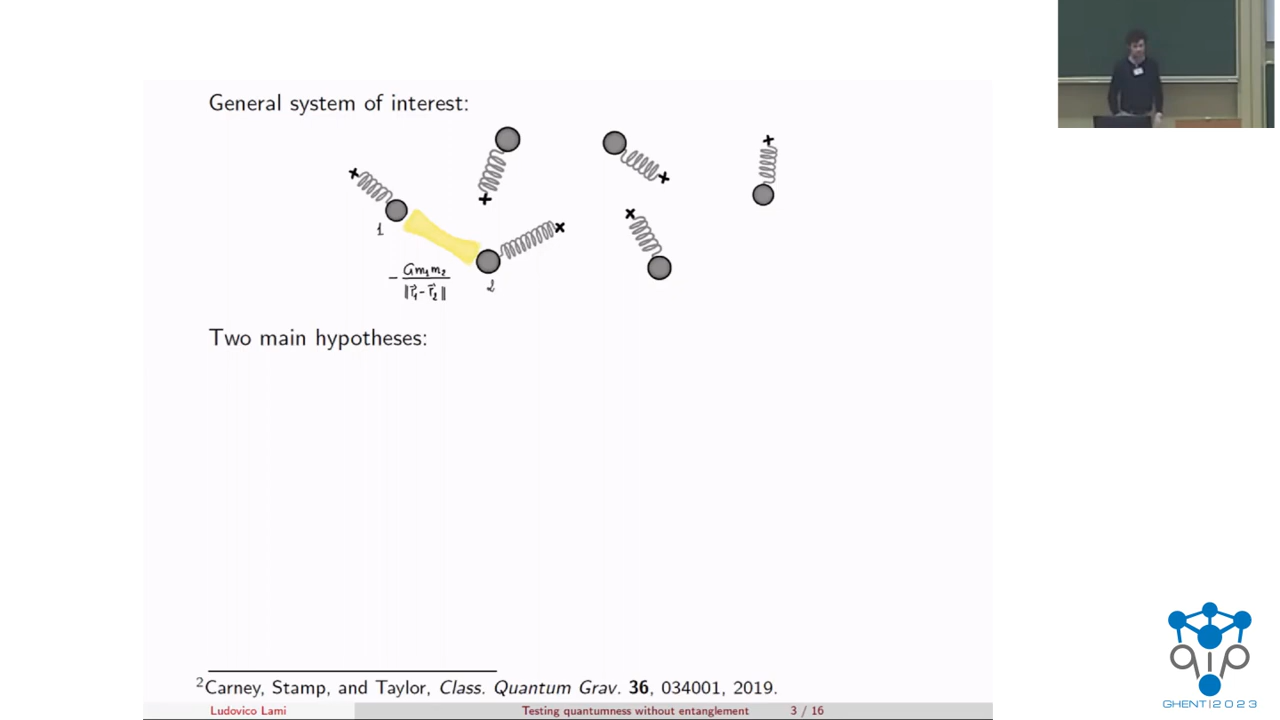 General system of interest:
1
2
− Gm₁m₂ / ‖r⃗₁ − r⃗₂‖
Two main hypotheses:
²Carney, Stamp, and Taylor, Class. Quantum Grav. 36, 034001, 2019.
Ludovico Lami Testing quantumness without entanglement 3 / 16
qip
GHENT|2023